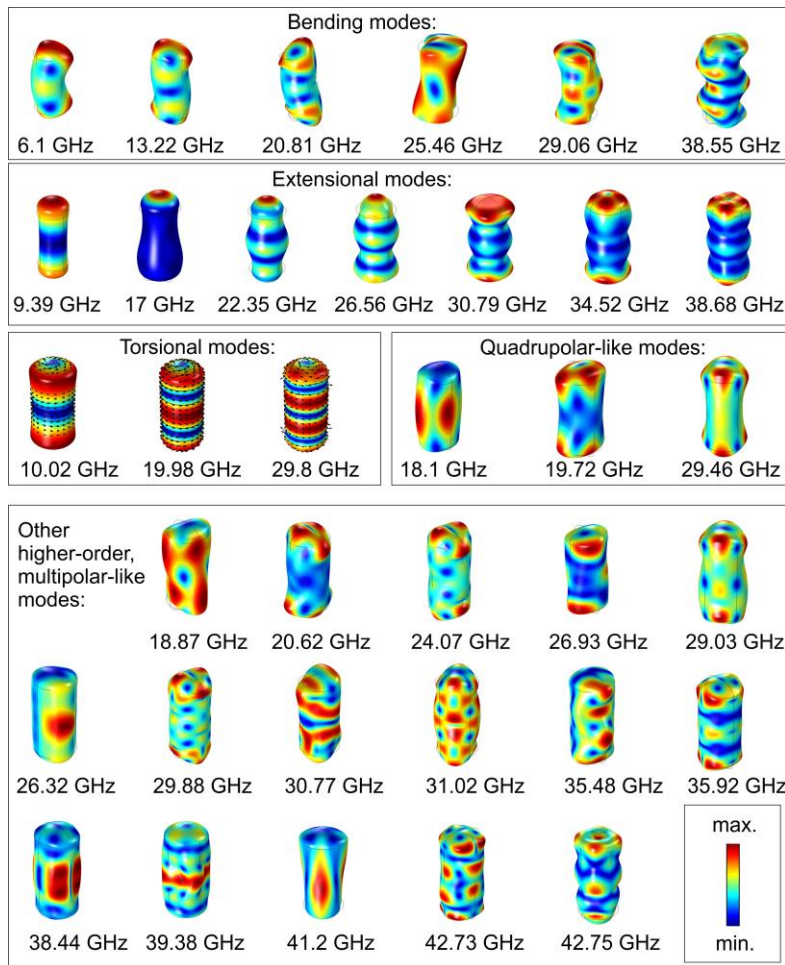 Bending modes:
6.1 GHz 13.22 GHz 20.81 GHz 25.46 GHz 29.06 GHz 38.55 GHz
Extensional modes:
9.39 GHz 17 GHz 22.35 GHz 26.56 GHz 30.79 GHz 34.52 GHz 38.68 GHz
Torsional modes:
10.02 GHz 19.98 GHz 29.8 GHz
Quadrupolar-like modes:
18.1 GHz 19.72 GHz 29.46 GHz
Other
higher-order,
multipolar-like
modes:
18.87 GHz 20.62 GHz 24.07 GHz 26.93 GHz 29.03 GHz
26.32 GHz 29.88 GHz 30.77 GHz 31.02 GHz 35.48 GHz 35.92 GHz
38.44 GHz 39.38 GHz 41.2 GHz 42.73 GHz 42.75 GHz
max.
min.